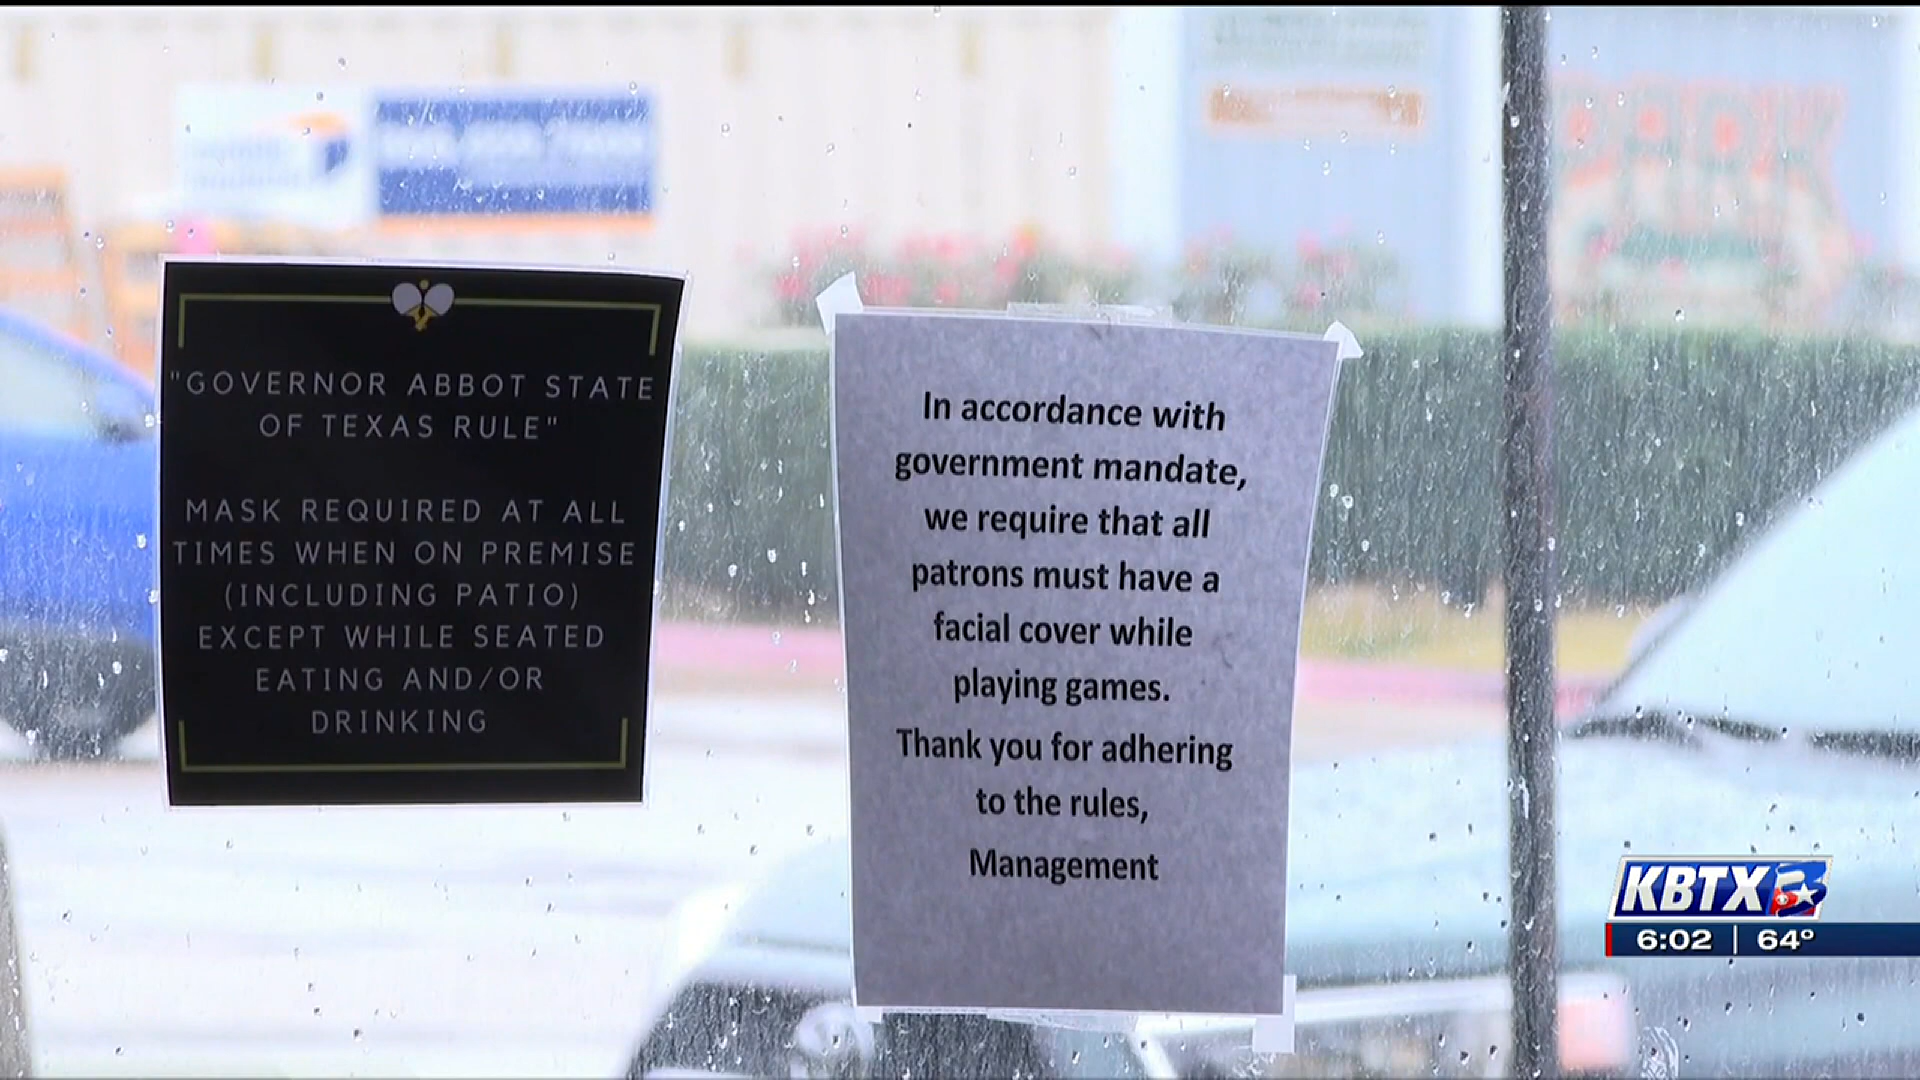 "GOVERNOR ABBOT STATE
OF TEXAS RULE"
MASK REQUIRED AT ALL
TIMES WHEN ON PREMISE
(INCLUDING PATIO)
EXCEPT WHILE SEATED
EATING AND/OR
DRINKING
In accordance with
government mandate,
we require that all
patrons must have a
facial cover while
playing games.
Thank you for adhering
to the rules,
Management
KBTX 3
6:02 | 64°